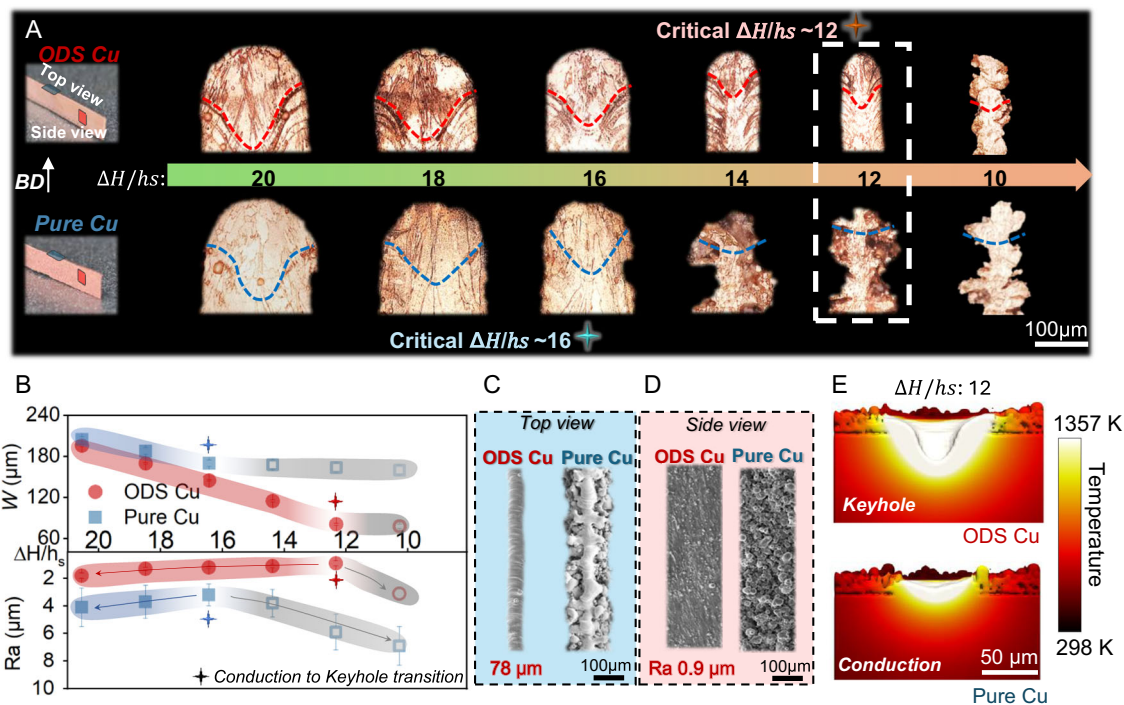 A
ODS Cu
Top view
Side view
Critical ΔH/hs ~12
BD
ΔH/hs:
20
18
16
14
12
10
Pure Cu
Critical ΔH/hs ~16
100μm
B
240
180
120
60
W (μm)
ODS Cu
Pure Cu
20
18
16
14
12
10
ΔH/hs
2
4
6
8
10
Ra (μm)
Conduction to Keyhole transition
C
Top view
ODS Cu Pure Cu
78 μm
100μm
D
Side view
ODS Cu Pure Cu
Ra 0.9 μm
100μm
E
ΔH/hs: 12
Keyhole
ODS Cu
Conduction
50 μm
Pure Cu
1357 K
Temperature
298 K